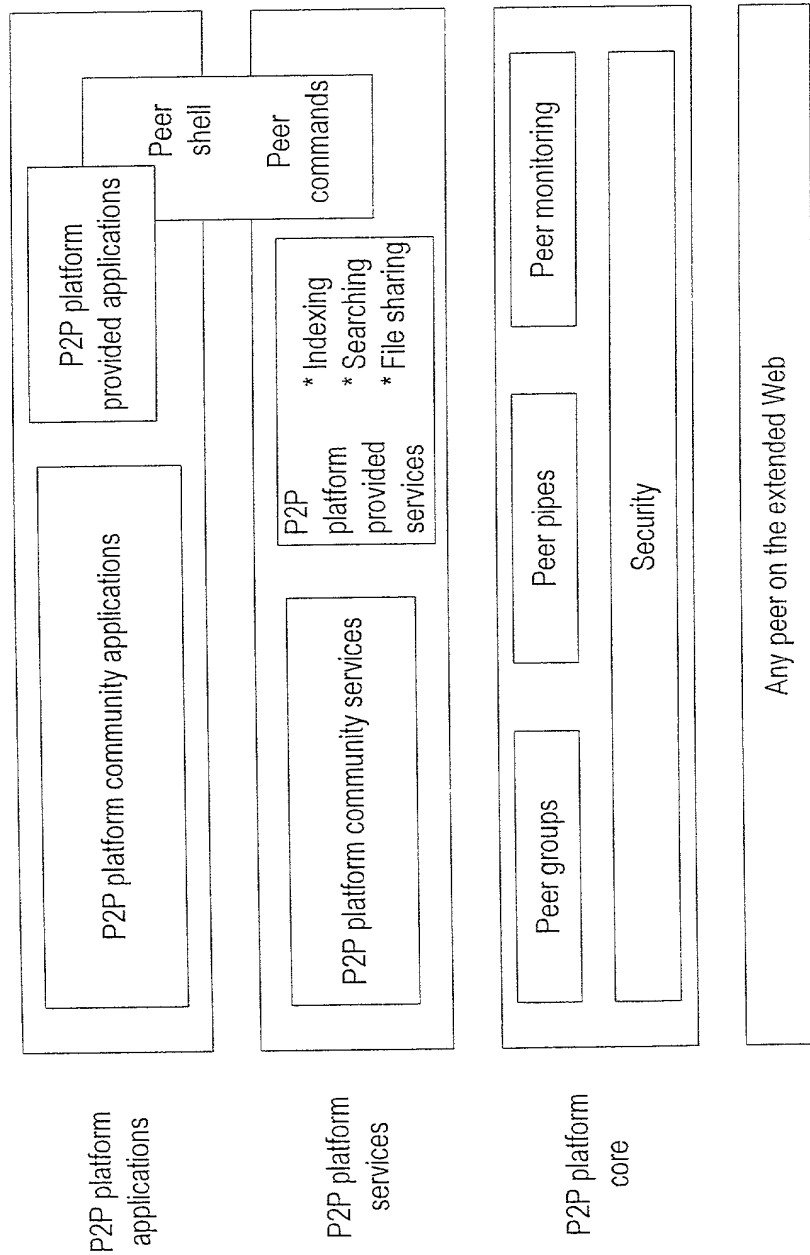 P2P platform
applications
P2P platform community applications
P2P platform
provided applications
Peer
shell
Peer
commands
P2P platform
services
P2P platform community services
P2P
platform
provided
services
* Indexing
* Searching
* File sharing
P2P platform
core
Peer groups
Peer pipes
Peer monitoring
Security
Any peer on the extended Web